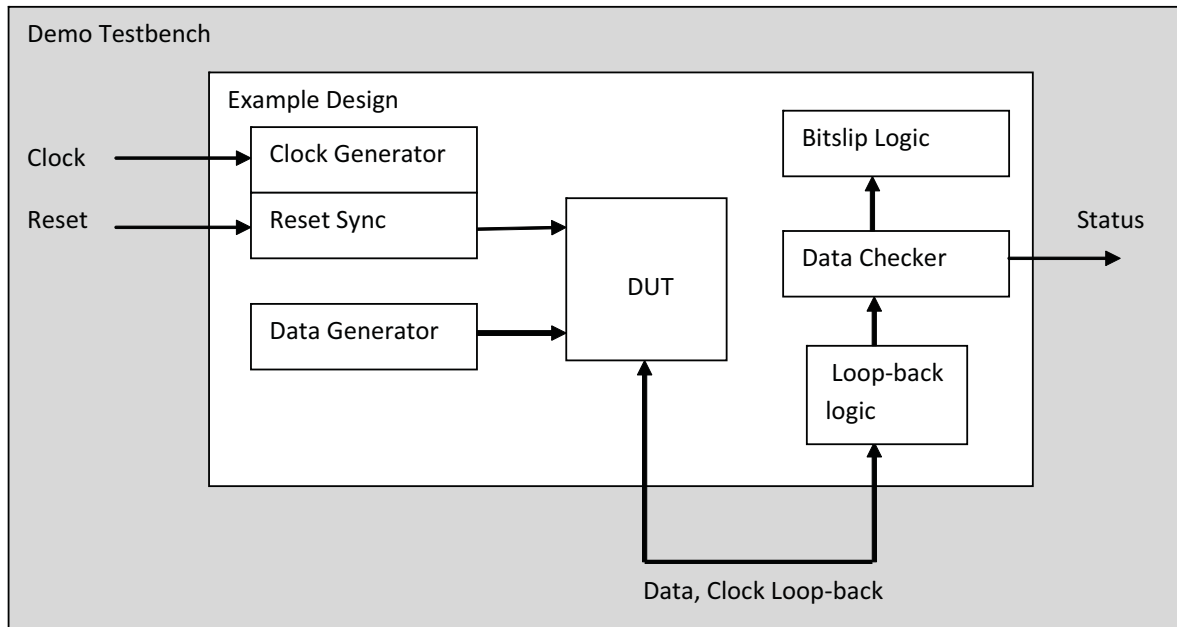 Demo Testbench
Example Design
Clock
Clock Generator
Reset
Reset Sync
Data Generator
DUT
Bitslip Logic
Data Checker
Status
Loop-back
logic
Data, Clock Loop-back